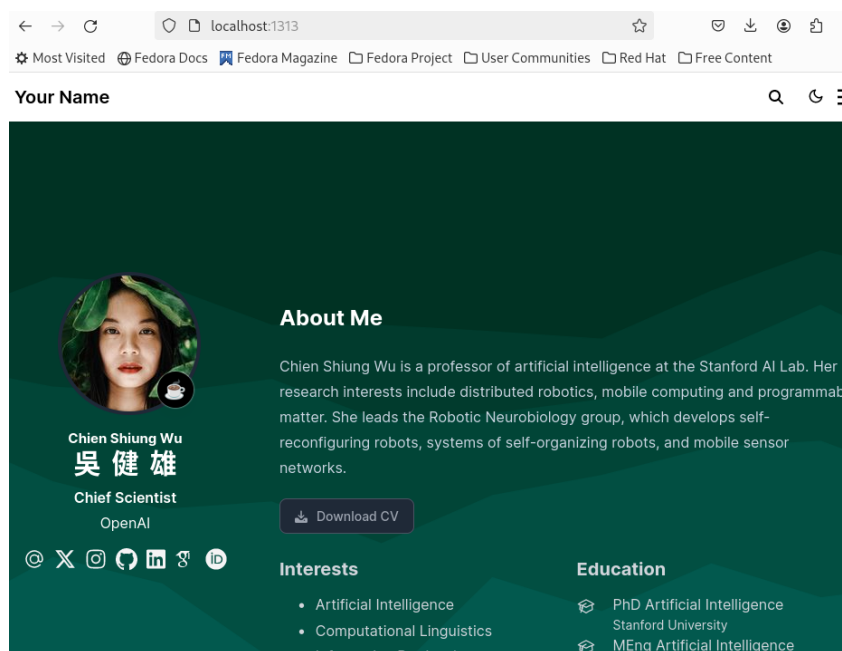 localhost:1313
Most Visited Fedora Docs Fedora Magazine Fedora Project User Communities Red Hat Free Content
Your Name
Chien Shiung Wu
吳健雄
Chief Scientist
OpenAI
About Me
Chien Shiung Wu is a professor of artificial intelligence at the Stanford AI Lab. Her
research interests include distributed robotics, mobile computing and programmab
matter. She leads the Robotic Neurobiology group, which develops self-
reconfiguring robots, systems of self-organizing robots, and mobile sensor
networks.
Download CV
Interests
Artificial Intelligence
Computational Linguistics
Education
PhD Artificial Intelligence
Stanford University
MEng Artificial Intelligence